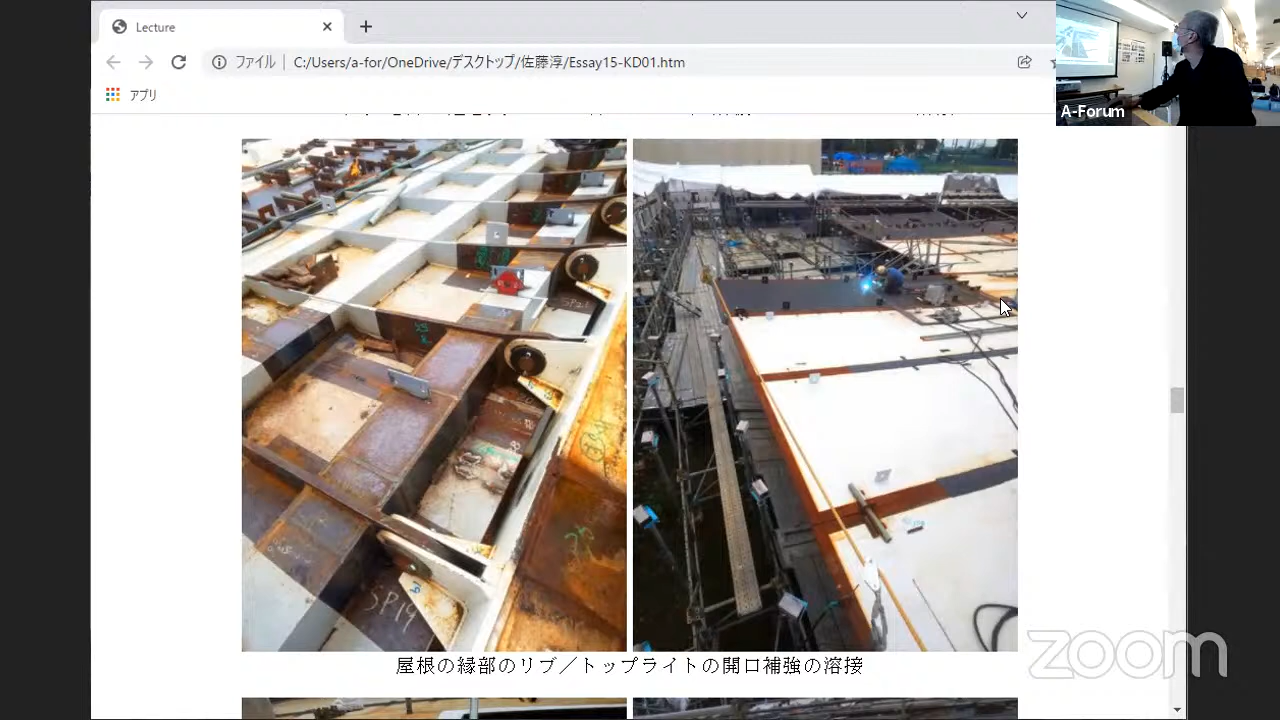 Lecture
ファイル
C:/Users/a-for/OneDrive/デスクトップ/佐藤淳/Essay15-KD01.htm
アプリ
A-Forum
SP19
屋根の縁部のリブ／トップライトの開口補強の溶接
zoom